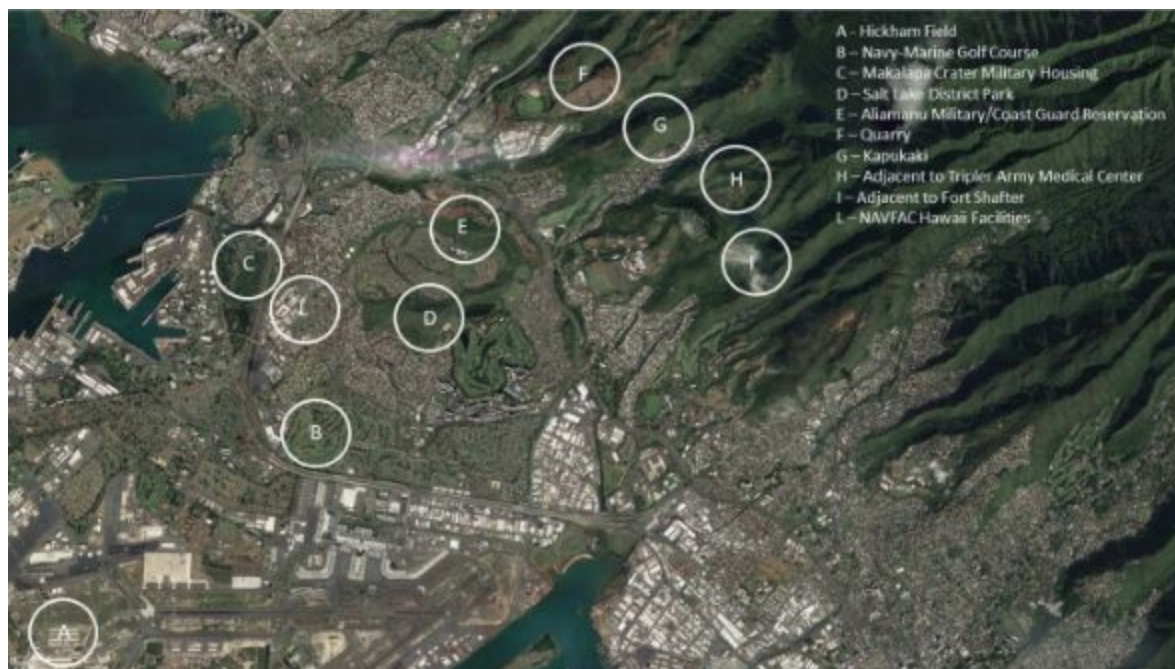 A - Hickham Field
B – Navy-Marine Golf Course
C – Makalapa Crater Military Housing
D – Salt Lake District Park
E – Aliamanu Military/Coast Guard Reservation
F – Quarry
G – Kapukaki
H – Adjacent to Tripler Army Medical Center
I – Adjacent to Fort Shafter
L – NAVFAC Hawaii Facilities
F
G
H
E
C
I
L
D
B
A